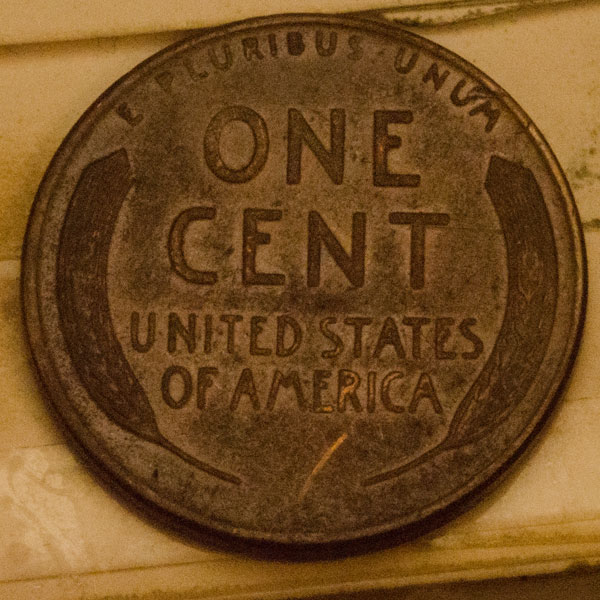 E PLURIBUS · UNUM
ONE
CENT
UNITED STATES
OF AMERICA